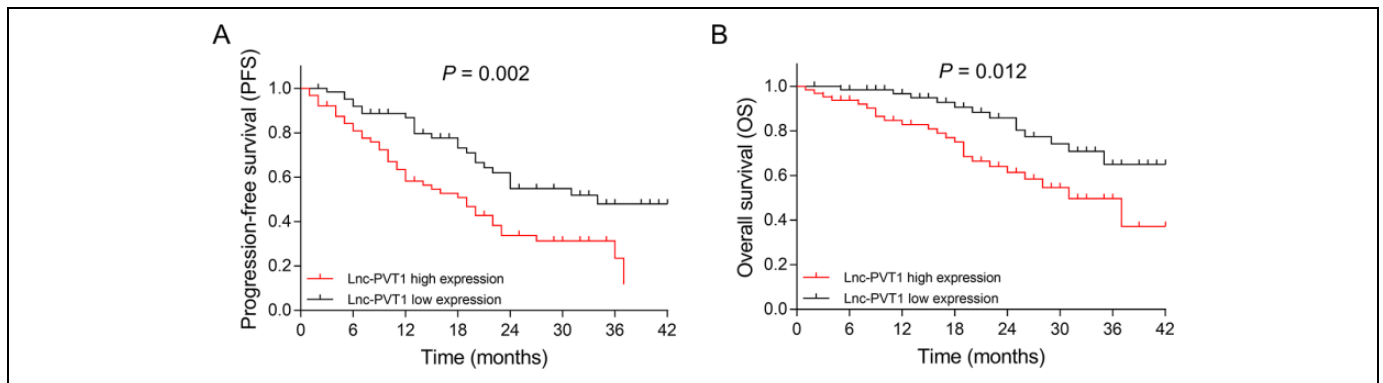 A
P = 0.002
Progression-free survival (PFS)
1.0
0.8
0.6
0.4
0.2
0.0
Lnc-PVT1 high expression
Lnc-PVT1 low expression
0 6 12 18 24 30 36 42
Time (months)
B
P = 0.012
Overall survival (OS)
1.0
0.8
0.6
0.4
0.2
0.0
Lnc-PVT1 high expression
Lnc-PVT1 low expression
0 6 12 18 24 30 36 42
Time (months)